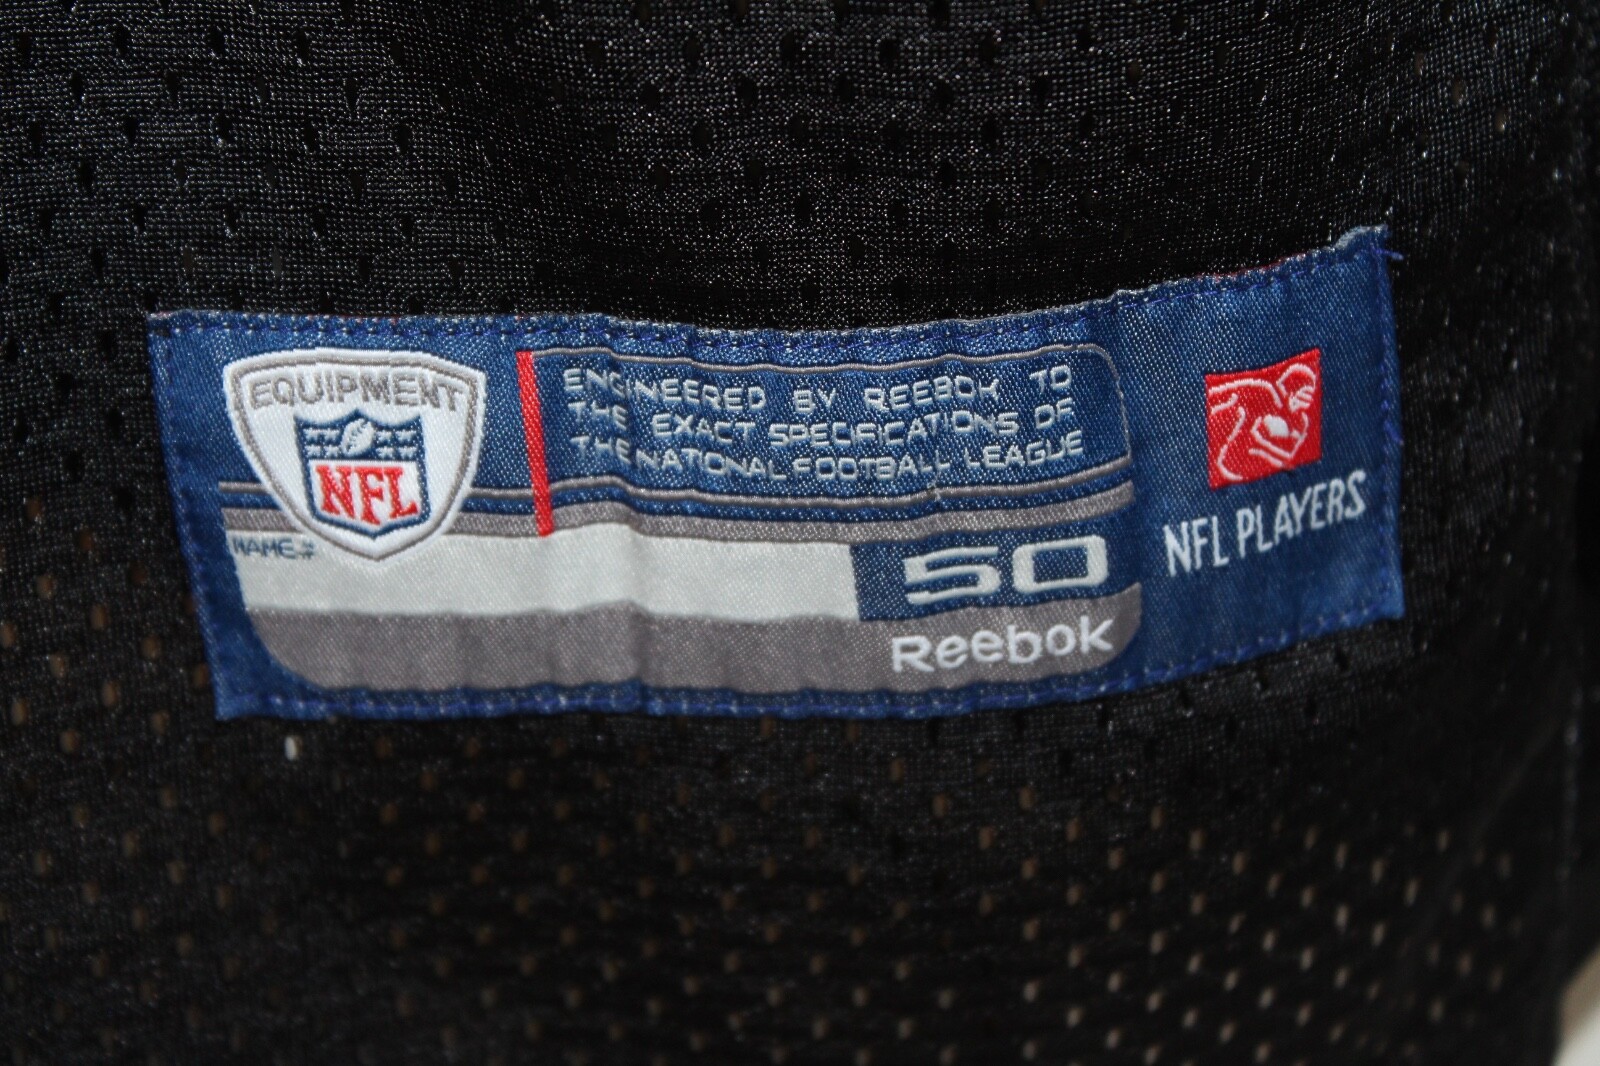 EQUIPMENT
NFL
ENGINEERED BY REEBOK TO
THE EXACT SPECIFICATIONS OF
THE NATIONAL FOOTBALL LEAGUE
NAME:#
50
Reebok
NFL PLAYERS